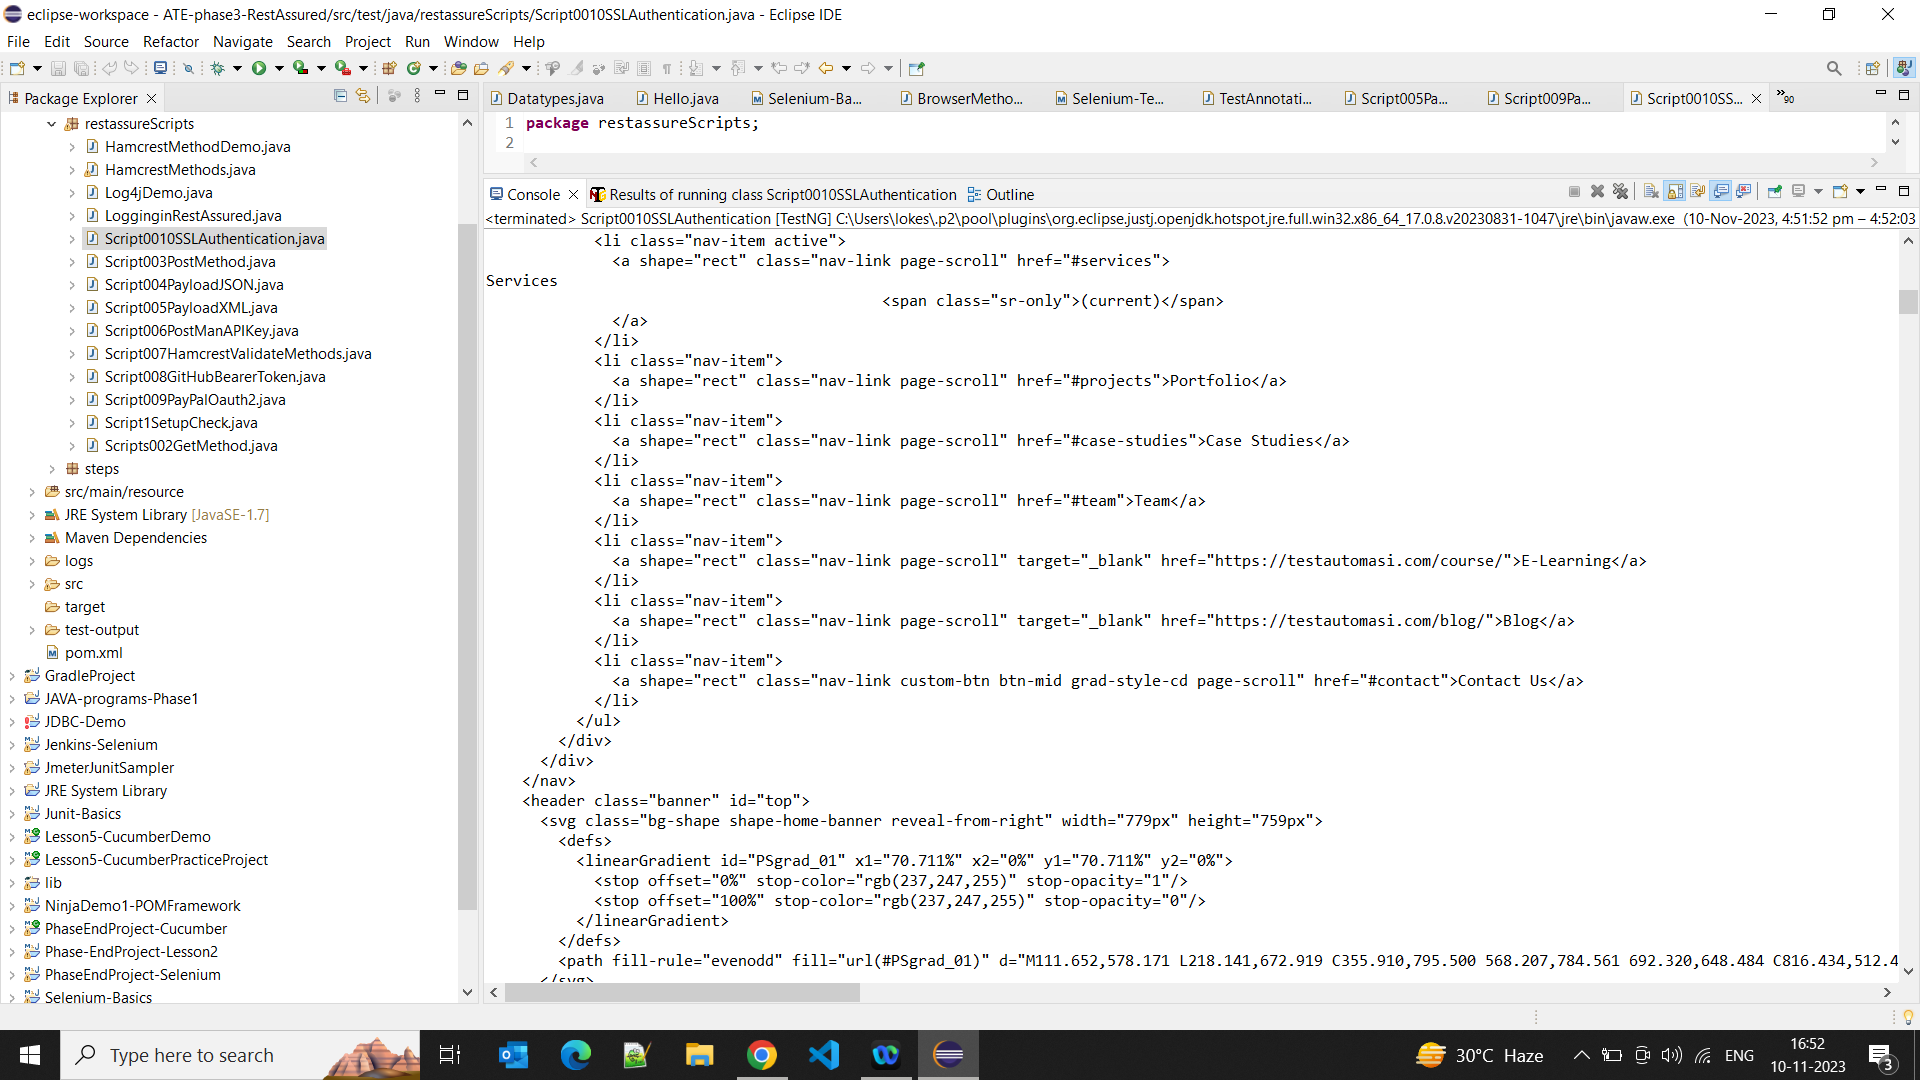 eclipse-workspace - ATE-phase3-RestAssured/src/test/java/restassureScripts/Script0010SSLAuthentication.java - Eclipse IDE
File Edit Source Refactor Navigate Search Project Run Window Help
Package Explorer
restassureScripts
HamcrestMethodDemo.java
HamcrestMethods.java
Log4jDemo.java
LogginginRestAssured.java
Script0010SSLAuthentication.java
Script003PostMethod.java
Script004PayloadJSON.java
Script005PayloadXML.java
Script006PostManAPIKey.java
Script007HamcrestValidateMethods.java
Script008GitHubBearerToken.java
Script009PayPalOauth2.java
Script1SetupCheck.java
Scripts002GetMethod.java
steps
src/main/resource
JRE System Library [JavaSE-1.7]
Maven Dependencies
logs
src
target
test-output
pom.xml
GradleProject
JAVA-programs-Phase1
JDBC-Demo
Jenkins-Selenium
JmeterJunitSampler
JRE System Library
Junit-Basics
Lesson5-CucumberDemo
Lesson5-CucumberPracticeProject
lib
NinjaDemo1-POMFramework
PhaseEndProject-Cucumber
Phase-EndProject-Lesson2
PhaseEndProject-Selenium
Selenium-Basics
Datatypes.java Hello.java Selenium-Ba... BrowserMetho... Selenium-Te... TestAnnotati... Script005Pa... Script009Pa... Script0010SS... 90
1 package restassureScripts;
2
Console Results of running class Script0010SSLAuthentication Outline
<terminated> Script0010SSLAuthentication [TestNG] C:\Users\lokes\.p2\pool\plugins\org.eclipse.justj.openjdk.hotspot.jre.full.win32.x86_64_17.0.8.v20230831-1047\jre\bin\javaw.exe (10-Nov-2023, 4:51:52 pm – 4:52:03
<li class="nav-item active">
<a shape="rect" class="nav-link page-scroll" href="#services">
Services
<span class="sr-only">(current)</span>
</a>
</li>
<li class="nav-item">
<a shape="rect" class="nav-link page-scroll" href="#projects">Portfolio</a>
</li>
<li class="nav-item">
<a shape="rect" class="nav-link page-scroll" href="#case-studies">Case Studies</a>
</li>
<li class="nav-item">
<a shape="rect" class="nav-link page-scroll" href="#team">Team</a>
</li>
<li class="nav-item">
<a shape="rect" class="nav-link page-scroll" target="_blank" href="https://testautomasi.com/course/">E-Learning</a>
</li>
<li class="nav-item">
<a shape="rect" class="nav-link page-scroll" target="_blank" href="https://testautomasi.com/blog/">Blog</a>
</li>
<li class="nav-item">
<a shape="rect" class="nav-link custom-btn btn-mid grad-style-cd page-scroll" href="#contact">Contact Us</a>
</li>
</ul>
</div>
</div>
</nav>
<header class="banner" id="top">
<svg class="bg-shape shape-home-banner reveal-from-right" width="779px" height="759px">
<defs>
<linearGradient id="PSgrad_01" x1="70.711%" x2="0%" y1="70.711%" y2="0%">
<stop offset="0%" stop-color="rgb(237,247,255)" stop-opacity="1"/>
<stop offset="100%" stop-color="rgb(237,247,255)" stop-opacity="0"/>
</linearGradient>
</defs>
<path fill-rule="evenodd" fill="url(#PSgrad_01)" d="M111.652,578.171 L218.141,672.919 C355.910,795.500 568.207,784.561 692.320,648.484 C816.434,512.4
</svg>
Type here to search
30°C Haze
ENG
16:52
10-11-2023
3